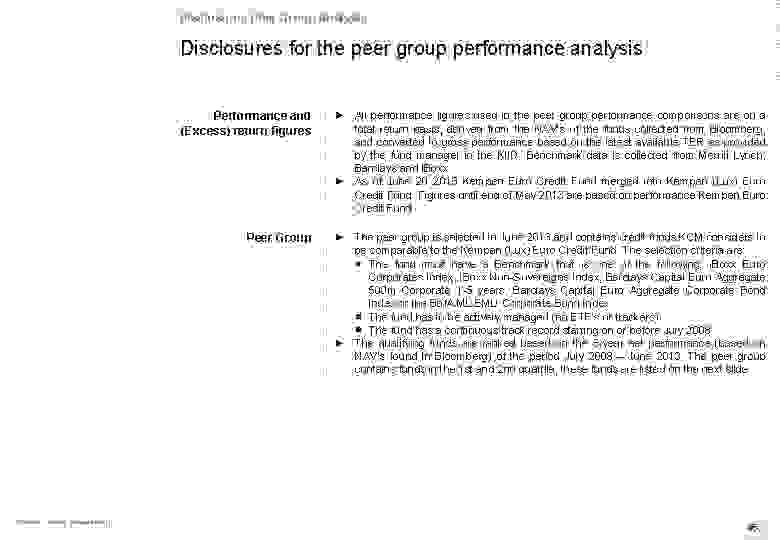 Disclosures for the peer group performance analysis
Performance and
(Excess) return figures
► All performance figures used in the peer group performance comparisons are on a
total return basis, derived from the NAV's of the funds collected from Bloomberg,
and converted to gross performance based on the latest available TER as provided
by the fund manager in the KIID. Benchmark data is collected from Merrill Lynch,
Barclays and iBoxx
► As of June 20 2013 Kempen Euro Credit Fund merged into Kempen (Lux) Euro
Credit Fund. Figures until end of May 2013 are based on performance Kempen Euro
Credit Fund
Peer Group
► The peer group is selected in June 2013 and contains credit funds KCM considers to
be comparable to the Kempen (Lux) Euro Credit Fund. The selection criteria are:
The fund must have a Benchmark that is one of the following: iBoxx Euro
Corporates Index, iBoxx Non-Sovereigns Index, Barclays Capital Euro Aggregate
500m Corporate 1-5 years, Barclays Capital Euro Aggregate Corporate Bond
Index or the BofAML EMU Corporate Bond Index
The fund has to be actively managed (no ETF's or trackers)
The fund has a continuous track record starting on or before July 2008
► The qualifying funds are ranked based on the 5-year net performance (based on
NAV's found in Bloomberg) of the period July 2008 – June 2013. The peer group
contains funds in the 1st and 2nd quartile, these funds are listed on the next slide